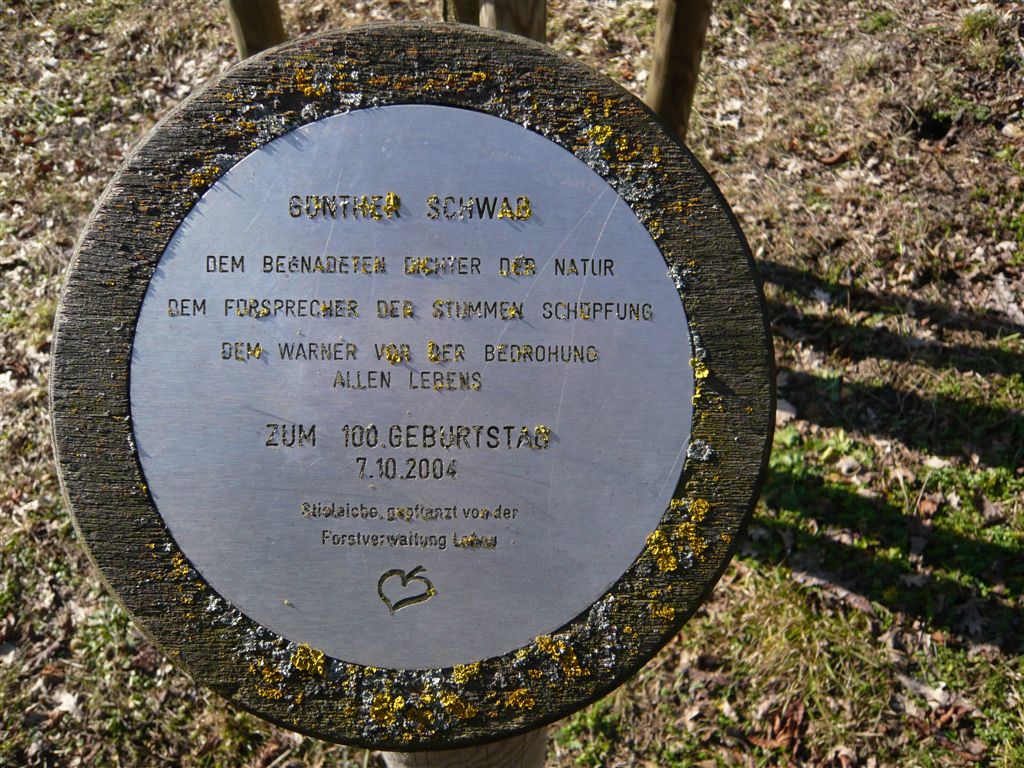 GÜNTHER SCHWAB
DEM BEGNADETEN DICHTER DER NATUR
DEM FÜRSPRECHER DER STUMMEN SCHÖPFUNG
DEM WARNER VOR DER BEDROHUNG
ALLEN LEBENS
ZUM 100.GEBURTSTAG
7.10.2004
Stieleiche, gepflanzt von der
Forstverwaltung Lobau